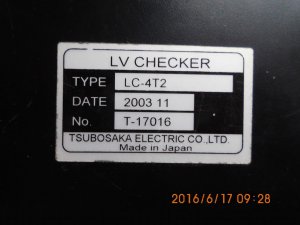 LV CHECKER
TYPE LC-4T2
DATE 2003 11
No. T-17016
TSUBOSAKA ELECTRIC CO.,LTD.
Made in Japan
2016/6/17 09:28